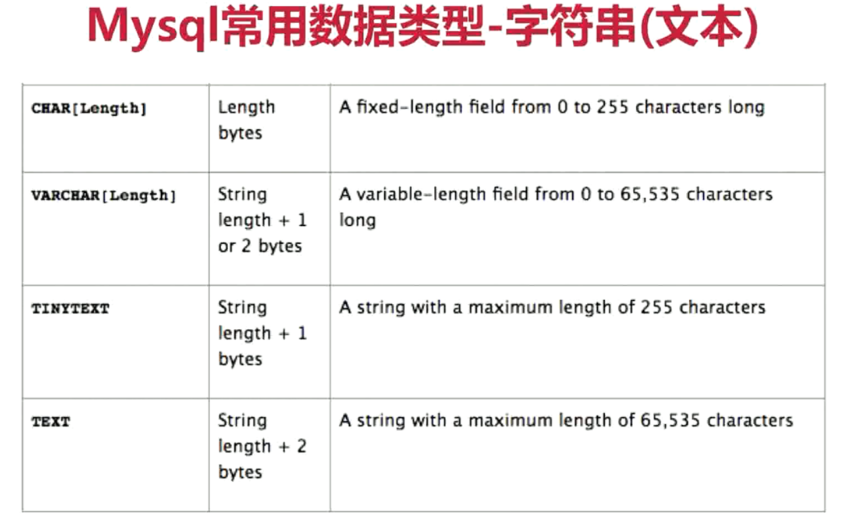 Mysql常用数据类型-字符串(文本)
CHAR[Length]
Length
bytes
A fixed-length field from 0 to 255 characters long
VARCHAR[Length]
String
length + 1
or 2 bytes
A variable-length field from 0 to 65,535 characters
long
TINYTEXT
String
length + 1
bytes
A string with a maximum length of 255 characters
TEXT
String
length + 2
bytes
A string with a maximum length of 65,535 characters